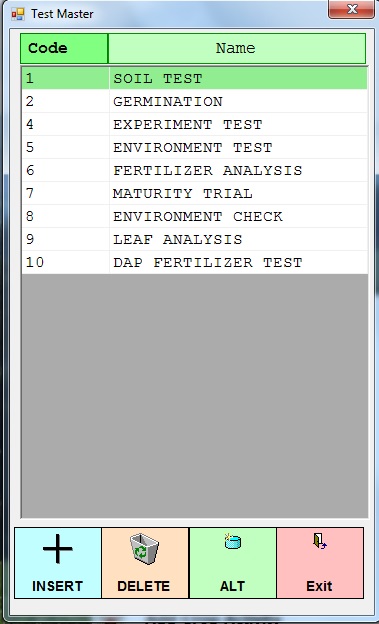 Test Master
Code Name
1 SOIL TEST
2 GERMINATION
4 EXPERIMENT TEST
5 ENVIRONMENT TEST
6 FERTILIZER ANALYSIS
7 MATURITY TRIAL
8 ENVIRONMENT CHECK
9 LEAF ANALYSIS
10 DAP FERTILIZER TEST
INSERT DELETE ALT Exit